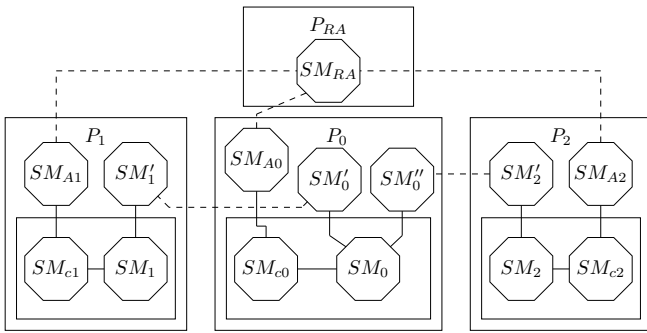 P_{RA}
SM_{RA}
P_1
P_0
P_2
SM_{A1} SM'_1
SM_{A0} SM'_0 SM''_0
SM'_2 SM_{A2}
SM_{c1} SM_1
SM_{c0} SM_0
SM_2 SM_{c2}